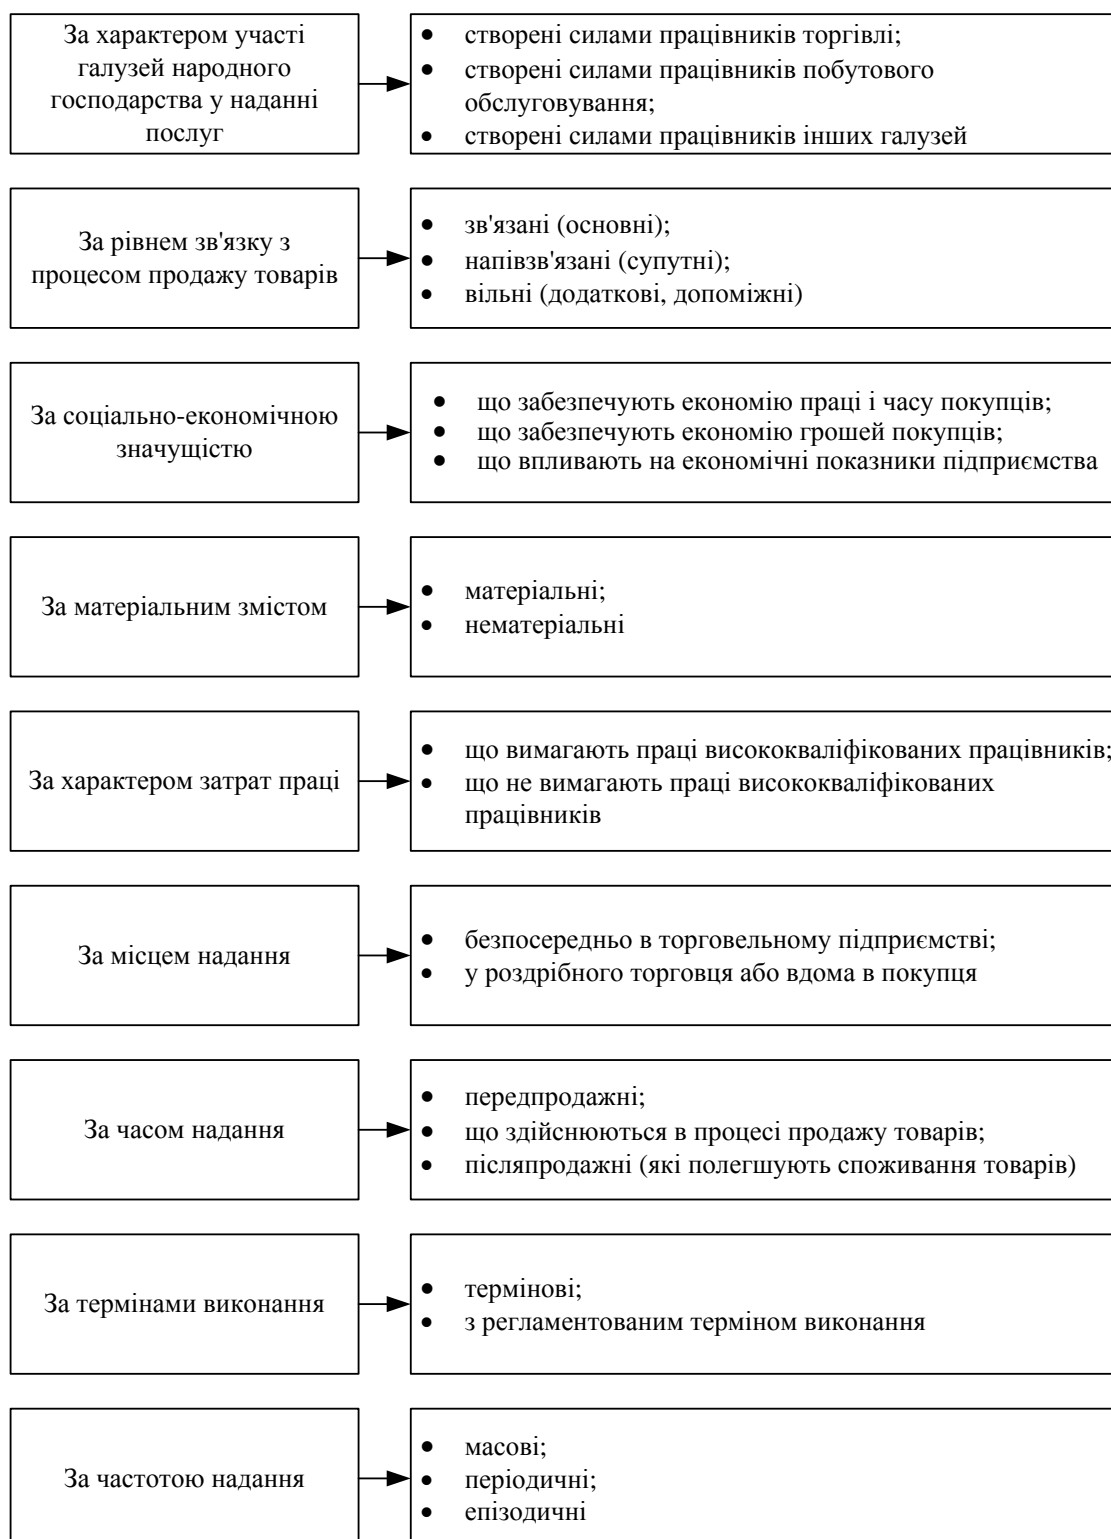 За характером участі
галузей народного
господарства у наданні
послуг
• створені силами працівників торгівлі;
• створені силами працівників побутового
обслуговування;
• створені силами працівників інших галузей
За рівнем зв'язку з
процесом продажу товарів
• зв'язані (основні);
• напівзв'язані (супутні);
• вільні (додаткові, допоміжні)
За соціально-економічною
значущістю
• що забезпечують економію праці і часу покупців;
• що забезпечують економію грошей покупців;
• що впливають на економічні показники підприємства
За матеріальним змістом
• матеріальні;
• нематеріальні
За характером затрат праці
• що вимагають праці висококваліфікованих працівників;
• що не вимагають праці висококваліфікованих
працівників
За місцем надання
• безпосередньо в торговельному підприємстві;
• у роздрібного торговця або вдома в покупця
За часом надання
• передпродажні;
• що здійснюються в процесі продажу товарів;
• післяпродажні (які полегшують споживання товарів)
За термінами виконання
• термінові;
• з регламентованим терміном виконання
За частотою надання
• масові;
• періодичні;
• епізодичні